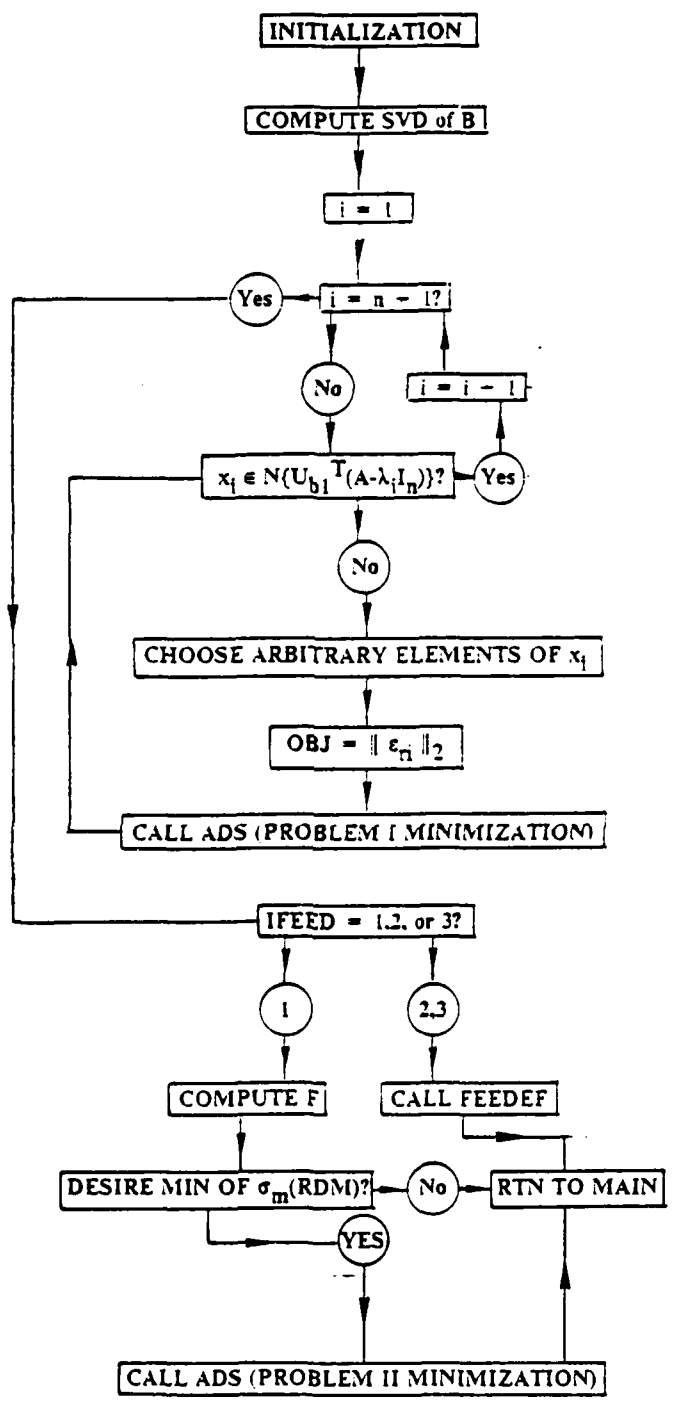 INITIALIZATION
COMPUTE SVD of B
i = 1
Yes
i = n - 1?
No
i = i - 1
x_i ∈ N{U_b1^T(A-λ_iI_n)}?
Yes
No
CHOOSE ARBITRARY ELEMENTS OF x_i
OBJ = || ε_ri ||_2
CALL ADS (PROBLEM I MINIMIZATION)
IFEED = 1,2, or 3?
1
2,3
COMPUTE F
CALL FEEDEF
DESIRE MIN OF σ_m(RDM)?
No
RTN TO MAIN
YES
CALL ADS (PROBLEM II MINIMIZATION)